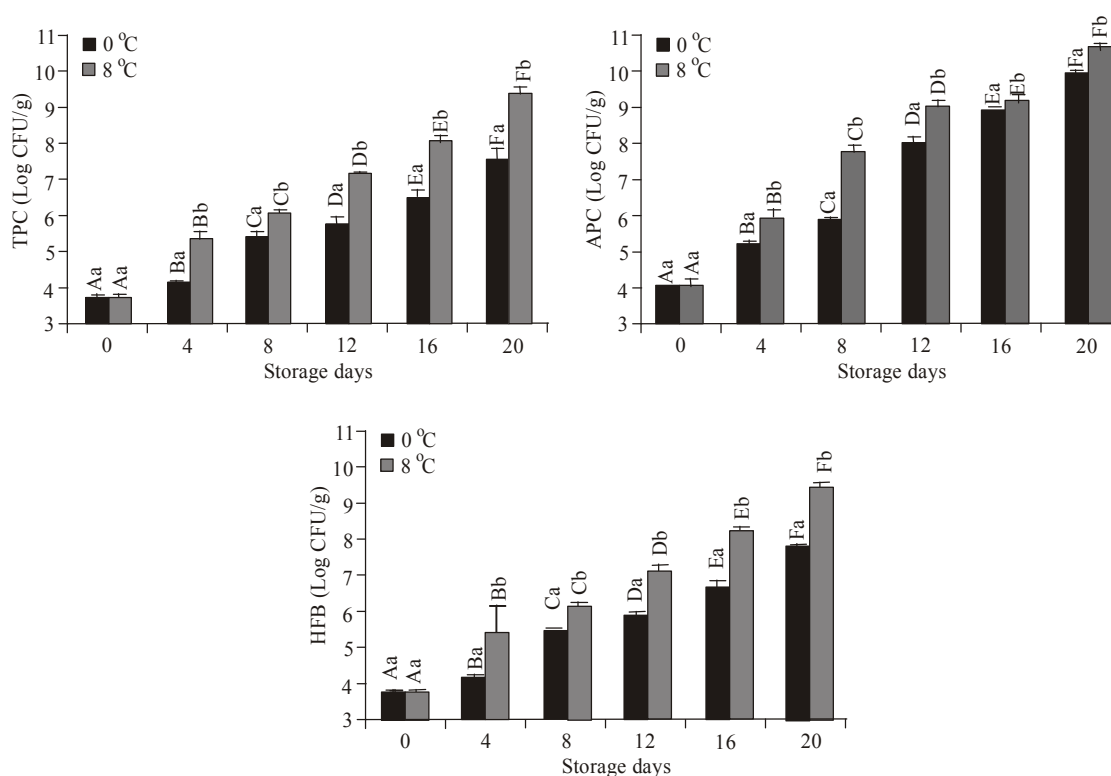 TPC (Log CFU/g)
11
10
9
8
7
6
5
4
3
0 °C
8 °C
Aa
Aa
Ba
Bb
Ca
Cb
Da
Db
Ea
Eb
Fa
Fb
0 4 8 12 16 20
Storage days
APC (Log CFU/g)
11
10
9
8
7
6
5
4
3
0 °C
8 °C
Aa
Aa
Ba
Bb
Ca
Cb
Da
Db
Ea
Eb
Fa
Fb
0 4 8 12 16 20
Storage days
HFB (Log CFU/g)
11
10
9
8
7
6
5
4
3
0 °C
8 °C
Aa
Aa
Ba
Bb
Ca
Cb
Da
Db
Ea
Eb
Fa
Fb
0 4 8 12 16 20
Storage days